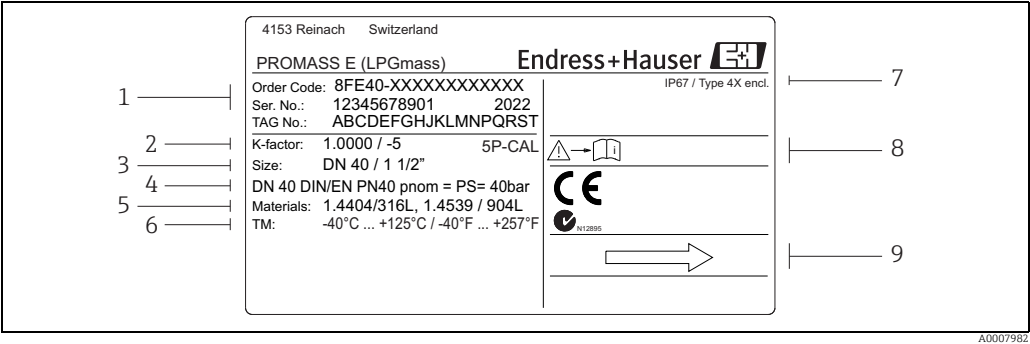 4153 Reinach Switzerland
PROMASS E (LPGmass)
Endress+Hauser
IP67 / Type 4X encl.
1
Order Code: 8FE40-XXXXXXXXXXXX
Ser. No.: 12345678901 2022
TAG No.: ABCDEFGHJKLMNPQRST
2
K-factor: 1.0000 / -5 5P-CAL
3
Size: DN 40 / 1 1/2”
4
DN 40 DIN/EN PN40 pnom = PS= 40bar
5
Materials: 1.4404/316L, 1.4539 / 904L
6
TM: -40°C ... +125°C / -40°F ... +257°F
7
i
8
CE
N12895
9
A0007982